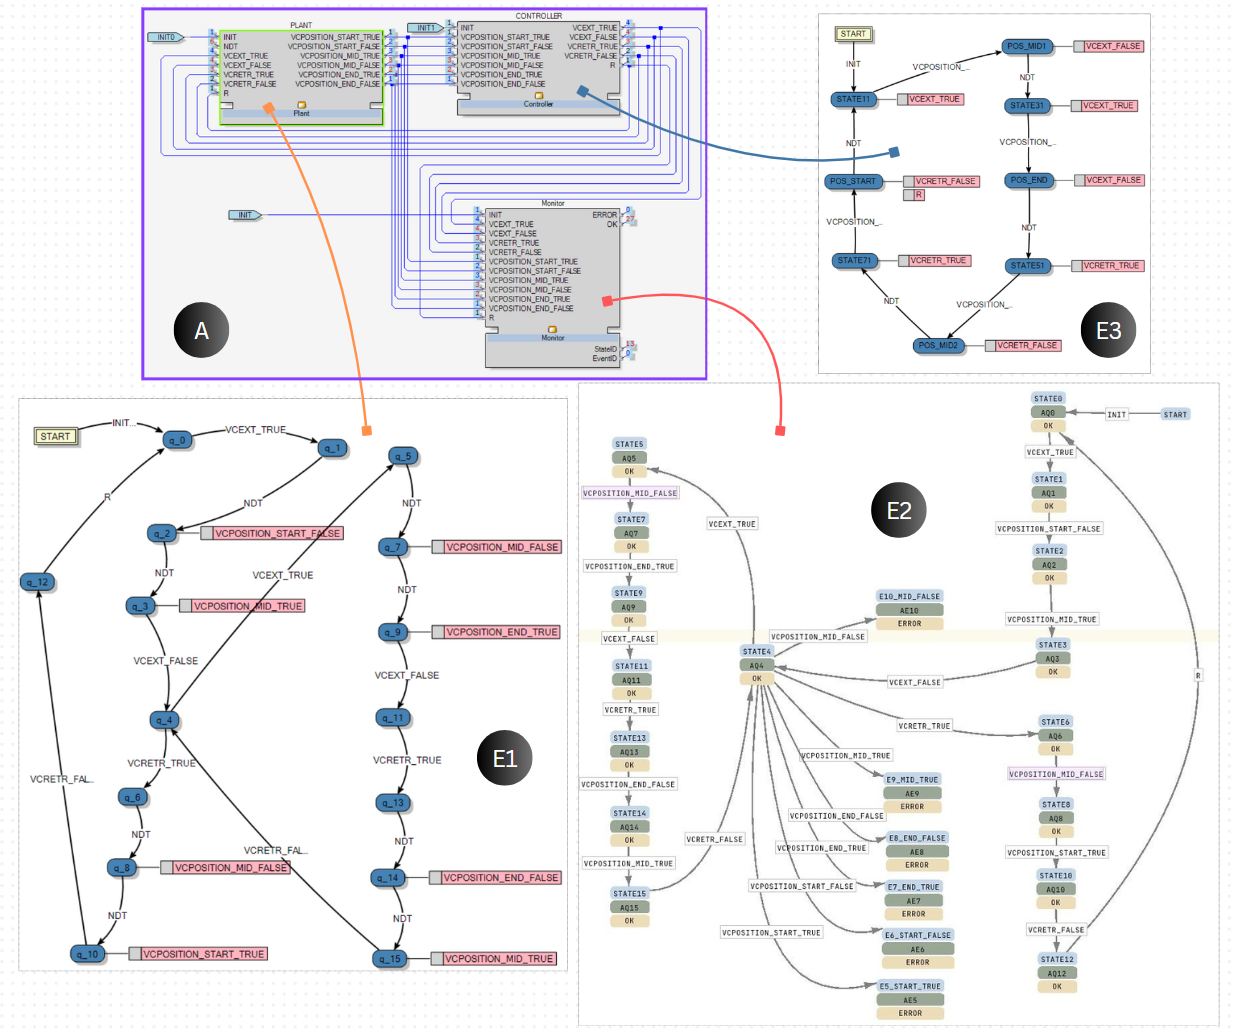 PLANT
INIT0
INIT
NDT
VCEXT_TRUE
VCEXT_FALSE
VCRETR_TRUE
VCRETR_FALSE
R
VCPOSITION_START_TRUE
VCPOSITION_START_FALSE
VCPOSITION_MID_TRUE
VCPOSITION_MID_FALSE
VCPOSITION_END_TRUE
VCPOSITION_END_FALSE
Plant
CONTROLLER
INIT1
INIT
VCPOSITION_START_TRUE
VCPOSITION_START_FALSE
VCPOSITION_MID_TRUE
VCPOSITION_MID_FALSE
VCPOSITION_END_TRUE
VCPOSITION_END_FALSE
VCEXT_TRUE
VCEXT_FALSE
VCRETR_TRUE
VCRETR_FALSE
R
Controller
Monitor
INIT
INIT
VCEXT_TRUE
VCEXT_FALSE
VCRETR_TRUE
VCRETR_FALSE
VCPOSITION_START_TRUE
VCPOSITION_START_FALSE
VCPOSITION_MID_TRUE
VCPOSITION_MID_FALSE
VCPOSITION_END_TRUE
VCPOSITION_END_FALSE
R
ERROR
OK
Monitor
StateID
EventID
A
START
INIT
STATE11
VCEXT_TRUE
VCPOSITION_...
POS_MID1
VCEXT_FALSE
NDT
STATE31
VCEXT_TRUE
VCPOSITION_...
POS_END
VCEXT_FALSE
NDT
STATE51
VCRETR_TRUE
VCPOSITION_...
POS_MID2
VCRETR_FALSE
NDT
STATE71
VCRETR_TRUE
VCPOSITION_...
POS_START
VCRETR_FALSE
R
NDT
E3
START
INIT...
q_0
VCEXT_TRUE
q_1
NDT
q_2
VCPOSITION_START_FALSE
NDT
q_3
VCPOSITION_MID_TRUE
VCEXT_FALSE
q_4
VCEXT_TRUE
VCRETR_TRUE
q_6
NDT
q_8
VCPOSITION_MID_FALSE
NDT
q_10
VCPOSITION_START_TRUE
VCRETR_FAL...
q_12
R
q_5
NDT
q_7
VCPOSITION_MID_FALSE
NDT
q_9
VCPOSITION_END_TRUE
VCEXT_FALSE
q_11
VCRETR_TRUE
q_13
NDT
q_14
VCPOSITION_END_FALSE
NDT
q_15
VCPOSITION_MID_TRUE
VCRETR_FAL...
E1
STATE5
AQ5
OK
VCPOSITION_MID_FALSE
STATE7
AQ7
OK
VCPOSITION_END_TRUE
STATE9
AQ9
OK
VCEXT_FALSE
STATE11
AQ11
OK
VCRETR_TRUE
STATE13
AQ13
OK
VCPOSITION_END_FALSE
STATE14
AQ14
OK
VCPOSITION_MID_TRUE
STATE15
AQ15
OK
VCEXT_TRUE
VCRETR_FALSE
STATE4
AQ4
OK
E2
E10_MID_FALSE
AE10
ERROR
VCPOSITION_MID_FALSE
VCEXT_FALSE
VCRETR_TRUE
VCPOSITION_MID_TRUE
E9_MID_TRUE
AE9
ERROR
VCPOSITION_END_FALSE
E8_END_FALSE
AE8
ERROR
VCPOSITION_END_TRUE
E7_END_TRUE
AE7
ERROR
VCPOSITION_START_FALSE
E6_START_FALSE
AE6
ERROR
VCPOSITION_START_TRUE
E5_START_TRUE
AE5
ERROR
STATE0
AQ0
OK
INIT
START
VCEXT_TRUE
STATE1
AQ1
OK
VCPOSITION_START_FALSE
STATE2
AQ2
OK
VCPOSITION_MID_TRUE
STATE3
AQ3
OK
R
STATE6
AQ6
OK
VCPOSITION_MID_FALSE
STATE8
AQ8
OK
VCPOSITION_START_TRUE
STATE10
AQ10
OK
VCRETR_FALSE
STATE12
AQ12
OK